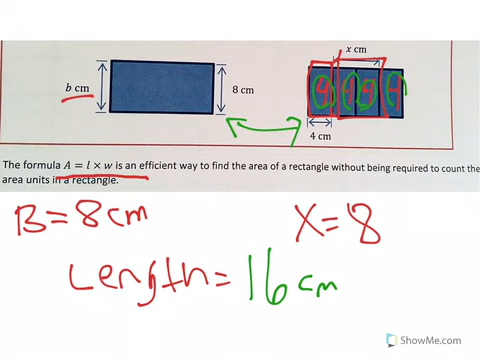 x cm
b cm
8 cm
4 4 4 4
4 cm
The formula A = l × w is an efficient way to find the area of a rectangle without being required to count the
area units in a rectangle.
B=8cm
X=8
Length=16cm
ShowMe.com